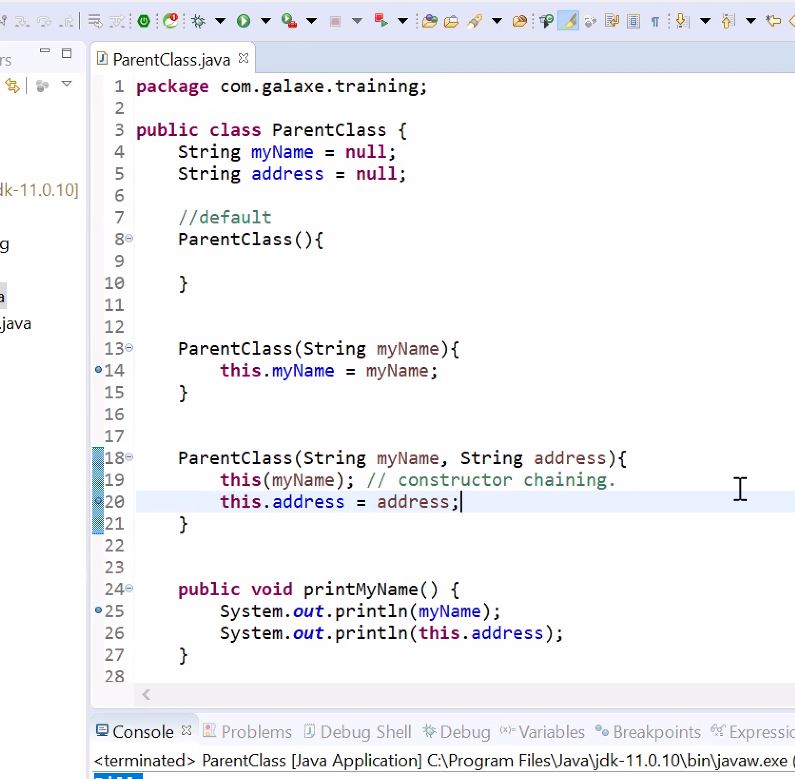 rs
ParentClass.java
dk-11.0.10]
g
a
.java
1 package com.galaxe.training;
2
3 public class ParentClass {
4 String myName = null;
5 String address = null;
6
7 //default
8 ParentClass(){
9
10 }
11
12
13 ParentClass(String myName){
14 this.myName = myName;
15 }
16
17
18 ParentClass(String myName, String address){
19 this(myName); // constructor chaining.
20 this.address = address;
21 }
22
23
24 public void printMyName() {
25 System.out.println(myName);
26 System.out.println(this.address);
27 }
28
Console Problems Debug Shell Debug Variables Breakpoints Expressio
<terminated> ParentClass [Java Application] C:\Program Files\Java\jdk-11.0.10\bin\javaw.exe (